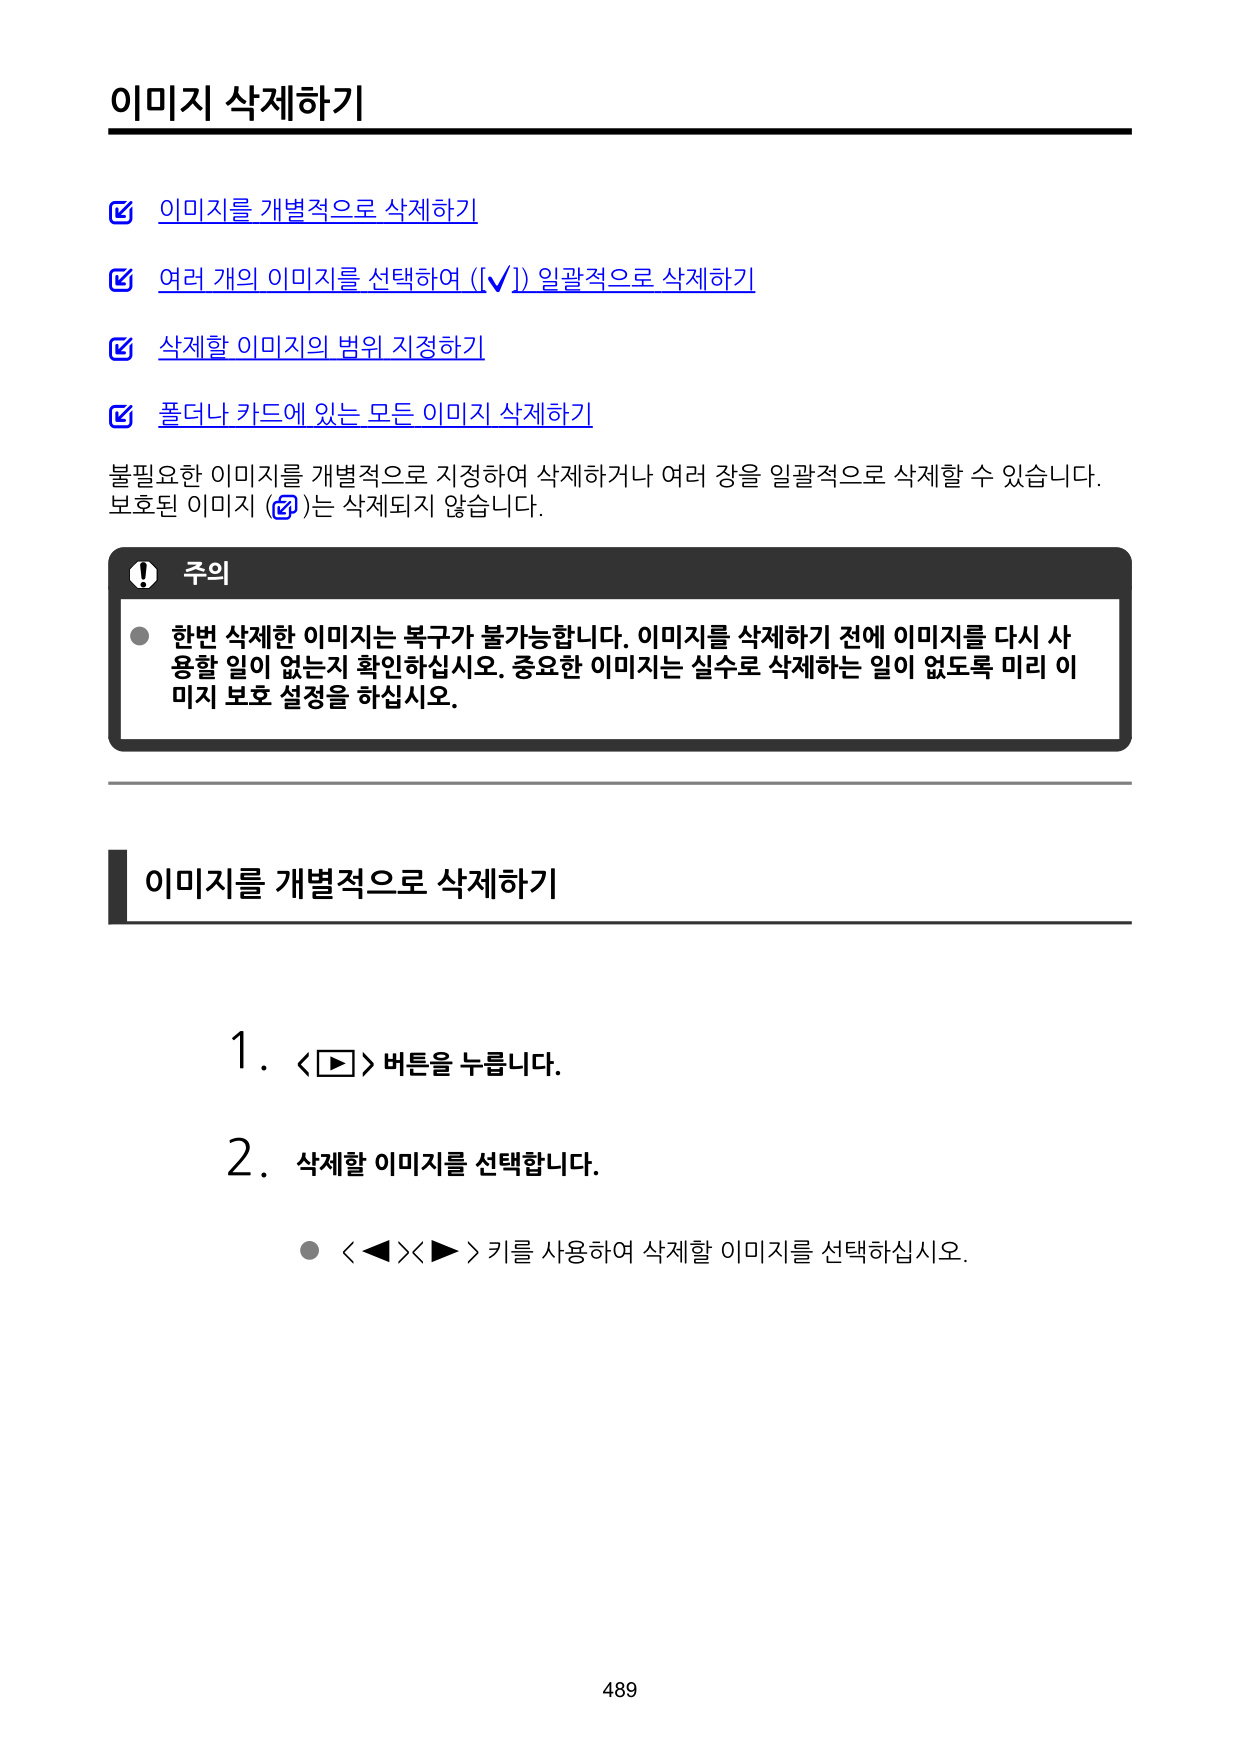 이미지 삭제하기
이미지를 개별적으로 삭제하기
여러 개의 이미지를 선택하여 ([✓]) 일괄적으로 삭제하기
삭제할 이미지의 범위 지정하기
폴더나 카드에 있는 모든 이미지 삭제하기
불필요한 이미지를 개별적으로 지정하여 삭제하거나 여러 장을 일괄적으로 삭제할 수 있습니다.
보호된 이미지 ( )는 삭제되지 않습니다.
주의
● 한번 삭제한 이미지는 복구가 불가능합니다. 이미지를 삭제하기 전에 이미지를 다시 사
용할 일이 없는지 확인하십시오. 중요한 이미지는 실수로 삭제하는 일이 없도록 미리 이
미지 보호 설정을 하십시오.
이미지를 개별적으로 삭제하기
1. < ▶ > 버튼을 누릅니다.
2. 삭제할 이미지를 선택합니다.
● < ◀ >< ▶ > 키를 사용하여 삭제할 이미지를 선택하십시오.
489